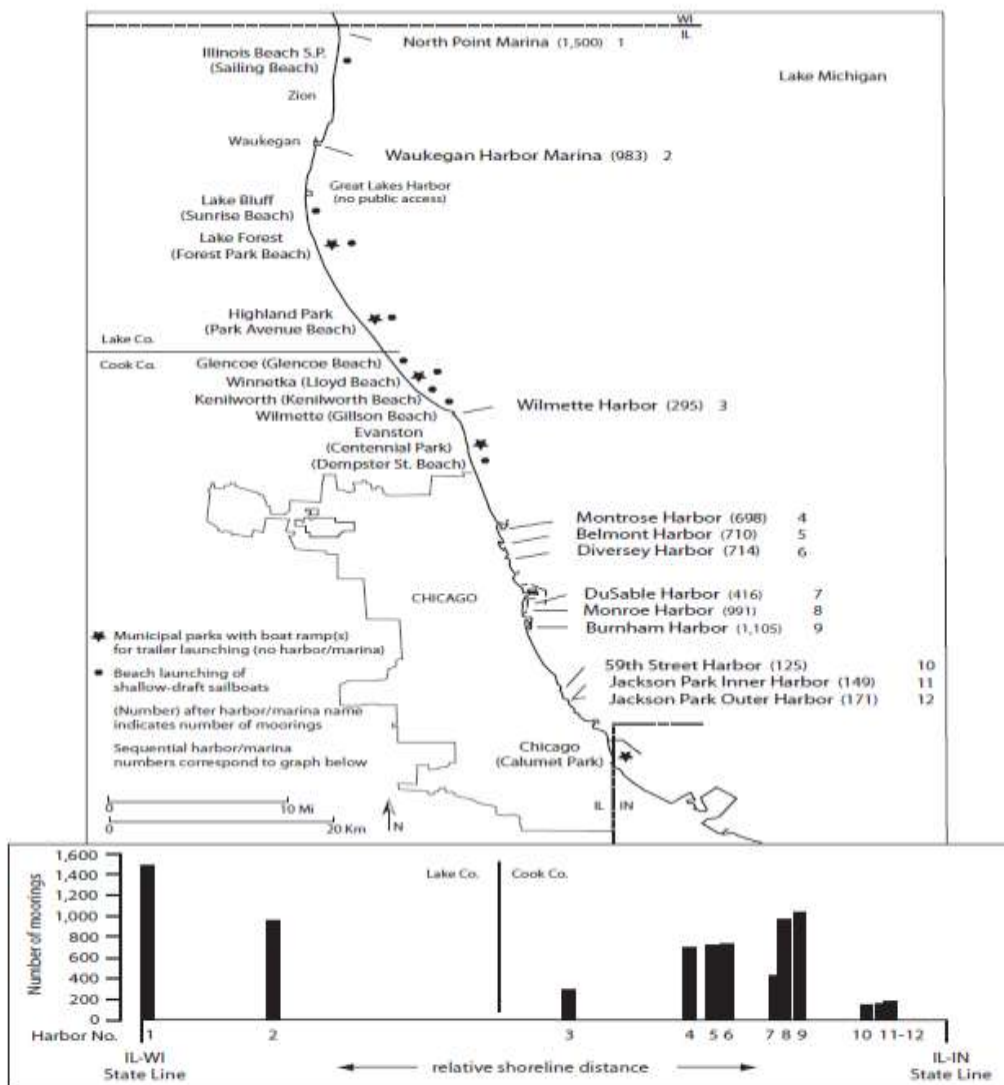 WI
IL
North Point Marina (1,500) 1
Illinois Beach S.P.
(Sailing Beach)
Lake Michigan
Zion
Waukegan
Waukegan Harbor Marina (983) 2
Great Lakes Harbor
(no public access)
Lake Bluff
(Sunrise Beach)
Lake Forest
(Forest Park Beach)
Highland Park
(Park Avenue Beach)
Lake Co.
Cook Co.
Glencoe (Glencoe Beach)
Winnetka (Lloyd Beach)
Kenilworth (Kenilworth Beach)
Wilmette (Gillson Beach)
Wilmette Harbor (295) 3
Evanston
(Centennial Park)
(Dempster St. Beach)
Montrose Harbor (698) 4
Belmont Harbor (710) 5
Diversey Harbor (714) 6
CHICAGO
DuSable Harbor (416) 7
Monroe Harbor (991) 8
Burnham Harbor (1,105) 9
59th Street Harbor (125) 10
Jackson Park Inner Harbor (149) 11
Jackson Park Outer Harbor (171) 12
Municipal parks with boat ramp(s)
for trailer launching (no harbor/marina)
Beach launching of
shallow-draft sailboats
(Number) after harbor/marina name
indicates number of moorings
Sequential harbor/marina
numbers correspond to graph below
Chicago
(Calumet Park)
IL IN
0 10 Mi
0 20 Km
N
Number of moorings
1,600
1,400
1,200
1,000
800
600
400
200
0
Lake Co. Cook Co.
Harbor No. 1 2 3 4 5 6 7 8 9 10 11-12
IL-WI
State Line
relative shoreline distance
IL-IN
State Line